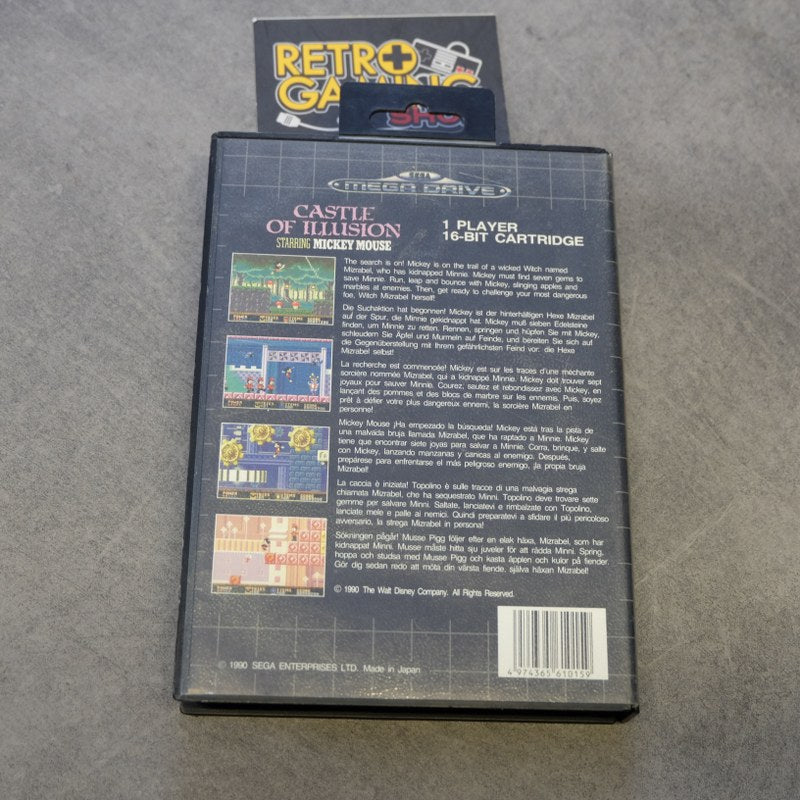 RETRO
GAMING
SHO
SEGA
MEGA DRIVE
CASTLE
OF ILLUSION
STARRING MICKEY MOUSE
1 PLAYER
16-BIT CARTRIDGE
The search is on! Mickey is on the trail of a wicked Witch named
Mizrabel, who has kidnapped Minnie. Mickey must find seven gems to
save Minnie. Run, leap and bounce with Mickey, slinging apples and
marbles at enemies. Then, get ready to challenge your most dangerous
foe, Witch Mizrabel herself!
Die Suchaktion hat begonnen! Mickey ist der hinterhältigen Hexe Mizrabel
auf der Spur, die Minnie gekidnappt hat. Mickey muß sieben Edelsteine
finden, um Minnie zu retten. Rennen, springen und hüpfen Sie mit Mickey,
schleudern Sie Äpfel und Murmeln auf Feinde, und bereiten Sie sich auf
die Gegenüberstellung mit Ihrem gefährlichsten Feind vor: die Hexe
Mizrabel selbst!
La recherche est commencée! Mickey est sur les traces d'une méchante
sorcière nommée Mizrabel, qui a kidnappé Minnie. Mickey doit trouver sept
joyaux pour sauver Minnie. Courez, sautez et rebondissez avec Mickey, en
lançant des pommes et des blocs de marbre sur les ennemis. Puis, soyez
prêt à défier votre plus dangereux ennemi, la sorcière Mizrabel en
personne!
Mickey Mouse ¡Ha empezado la búsqueda! Mickey está tras la pista de
una malvada bruja llamada Mizrabel, que ha raptado a Minnie. Mickey
tiene que encontrar siete joyas para salvar a Minnie. Corra, brinque, y salte
con Mickey, lanzando manzanas y canicas al enemigo. Después,
prepárese para enfrentarse el más peligroso enemigo, ¡la propia bruja
Mizrabel!
La caccia è iniziata! Topolino è sulle tracce di una malvagia strega
chiamata Mizrabel, che ha sequestrato Minni. Topolino deve trovare sette
gemme per salvare Minni. Saltate, lanciatevi e rimbalzate con Topolino,
lanciate mele e palle ai nemici. Quindi preparatevi a sfidare il più pericoloso
avversario, la strega Mizrabel in persona!
Sökningen pågår! Musse Pigg följer efter en elak häxa, Mizrabel, som har
kidnappat Minni. Musse måste hitta sju juveler för att rädda Minni. Spring,
hoppa och studsa med Musse Pigg och kasta äpplen och kulor på fiender.
Gör dig sedan redo att möta din värsta fiende, själva häxan Mizrabel!
© 1990 The Walt Disney Company. All Rights Reserved.
© 1990 SEGA ENTERPRISES LTD. Made in Japan
4 974365 610159